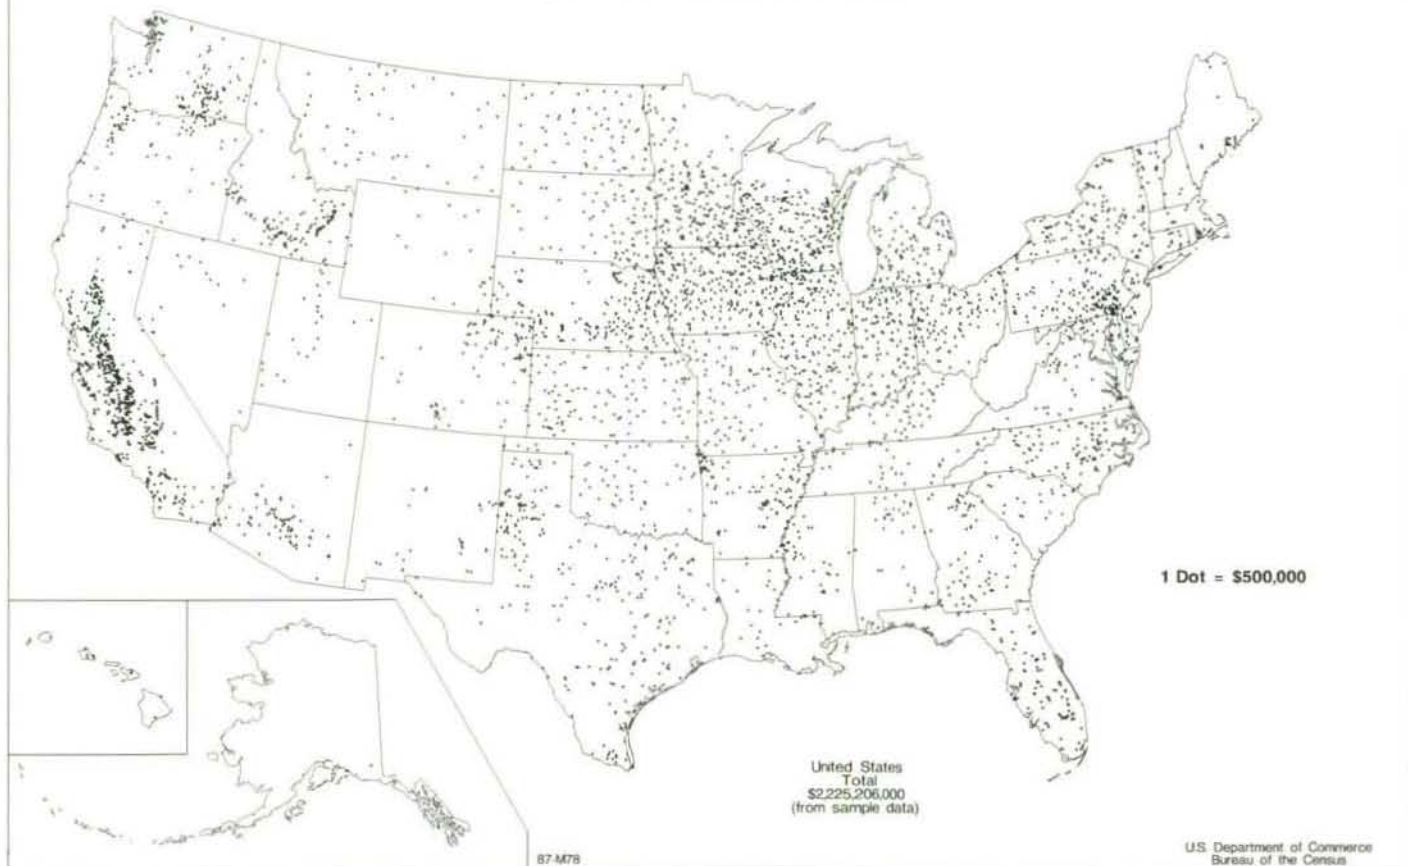 1 Dot = $500,000
United States
Total
$2,225,206,000
(from sample data)
87-M78
U.S. Department of Commerce
Bureau of the Census